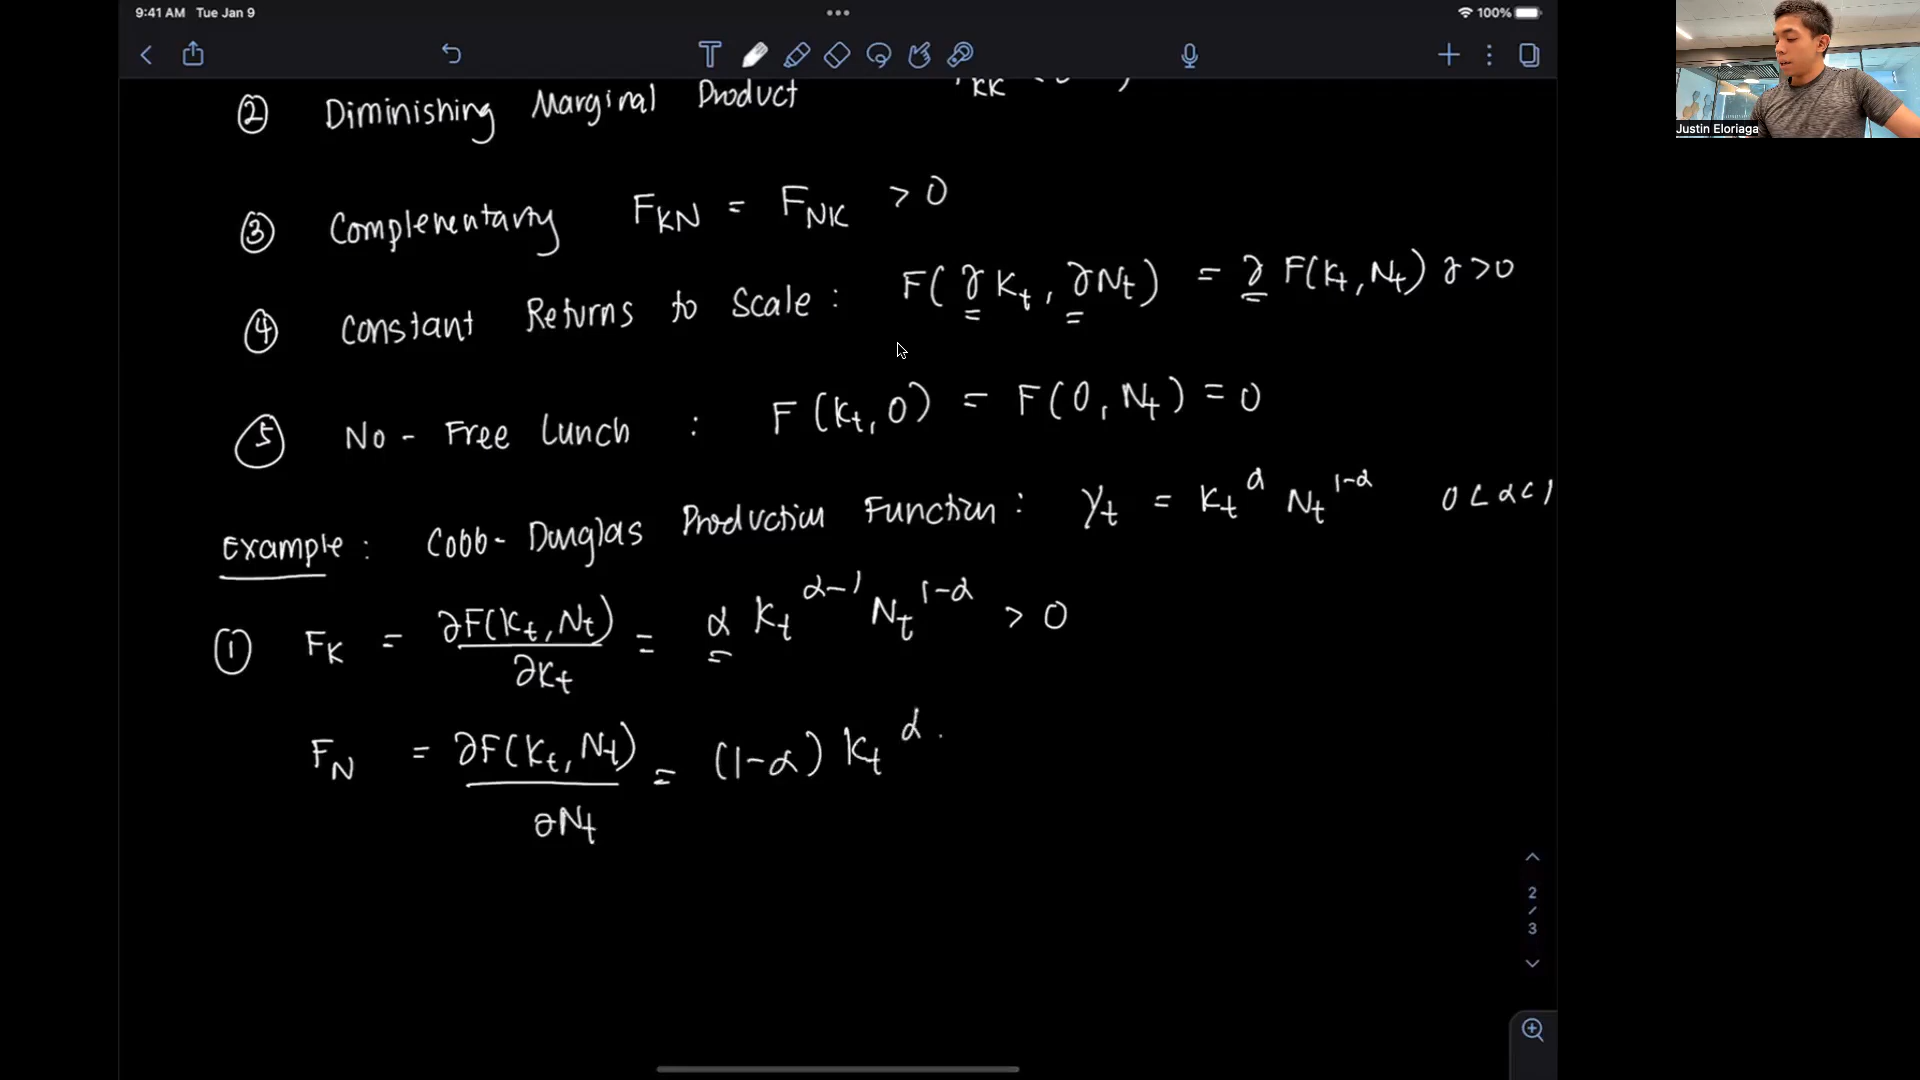 9:41 AM Tue Jan 9
100%
Justin Eloriaga
② Diminishing Marginal Product
③ Complementarity F_KN = F_NK > 0
④ Constant Returns to Scale : F(γK_t, γN_t) = γ F(K_t, N_t) γ>0
⑤ No-Free Lunch : F(K_t, 0) = F(0, N_t) = 0
Example : Cobb-Douglas Production Function : Y_t = K_t^α N_t^(1-α) 0<α<1
① F_K = ∂F(K_t, N_t)/∂K_t = α K_t^(α-1) N_t^(1-α) > 0
F_N = ∂F(K_t, N_t)/∂N_t = (1-α) K_t^α ·
2
/
3